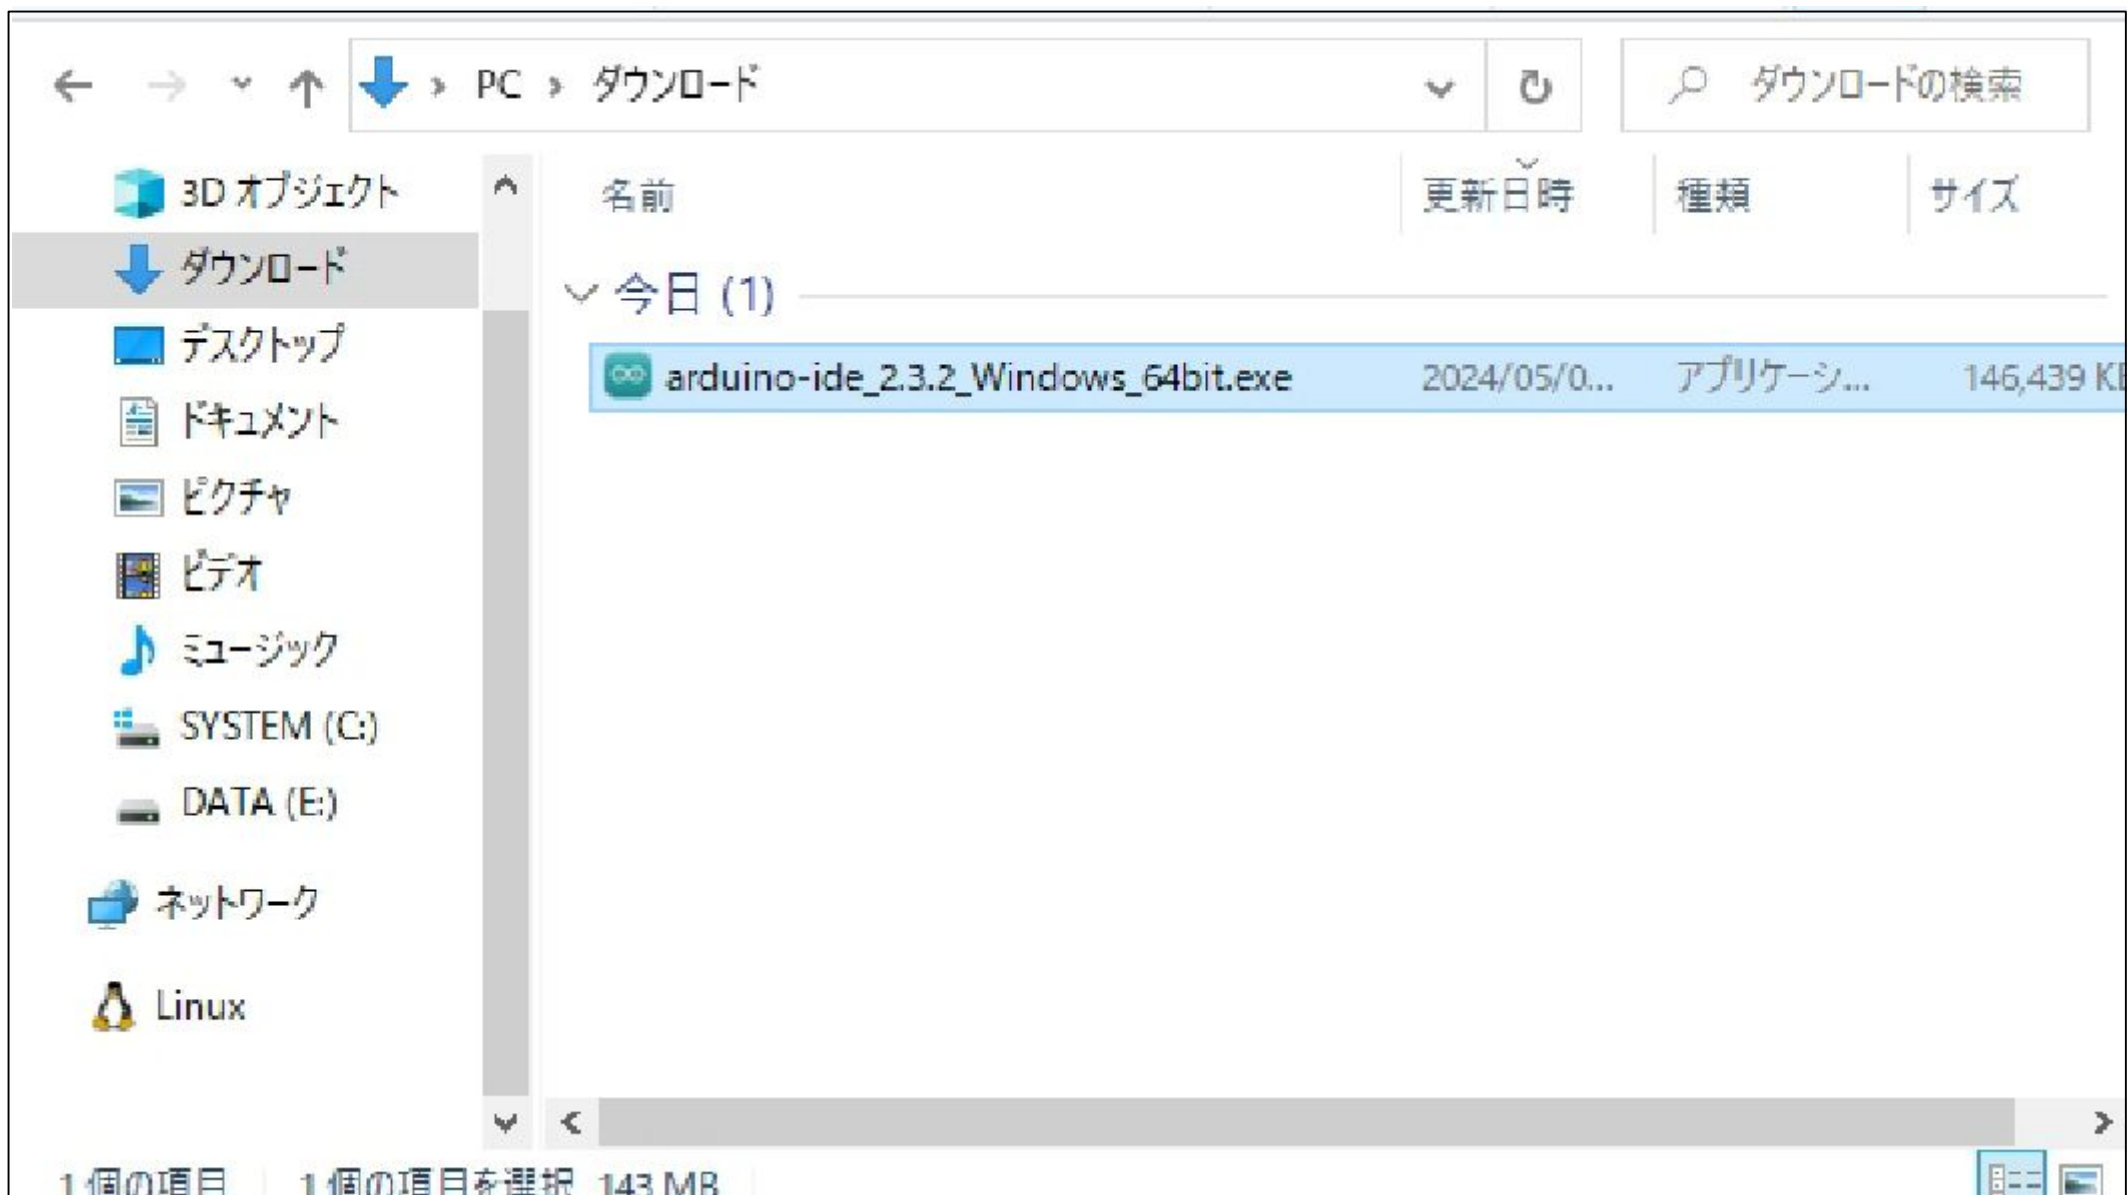 PC ダウンロード
ダウンロードの検索
3D オブジェクト
ダウンロード
デスクトップ
ドキュメント
ピクチャ
ビデオ
ミュージック
SYSTEM (C:)
DATA (E:)
ネットワーク
Linux
名前 更新日時 種類 サイズ
今日 (1)
arduino-ide_2.3.2_Windows_64bit.exe 2024/05/0... アプリケーシ... 146,439 KB
1 個の項目 1 個の項目を選択 143 MB